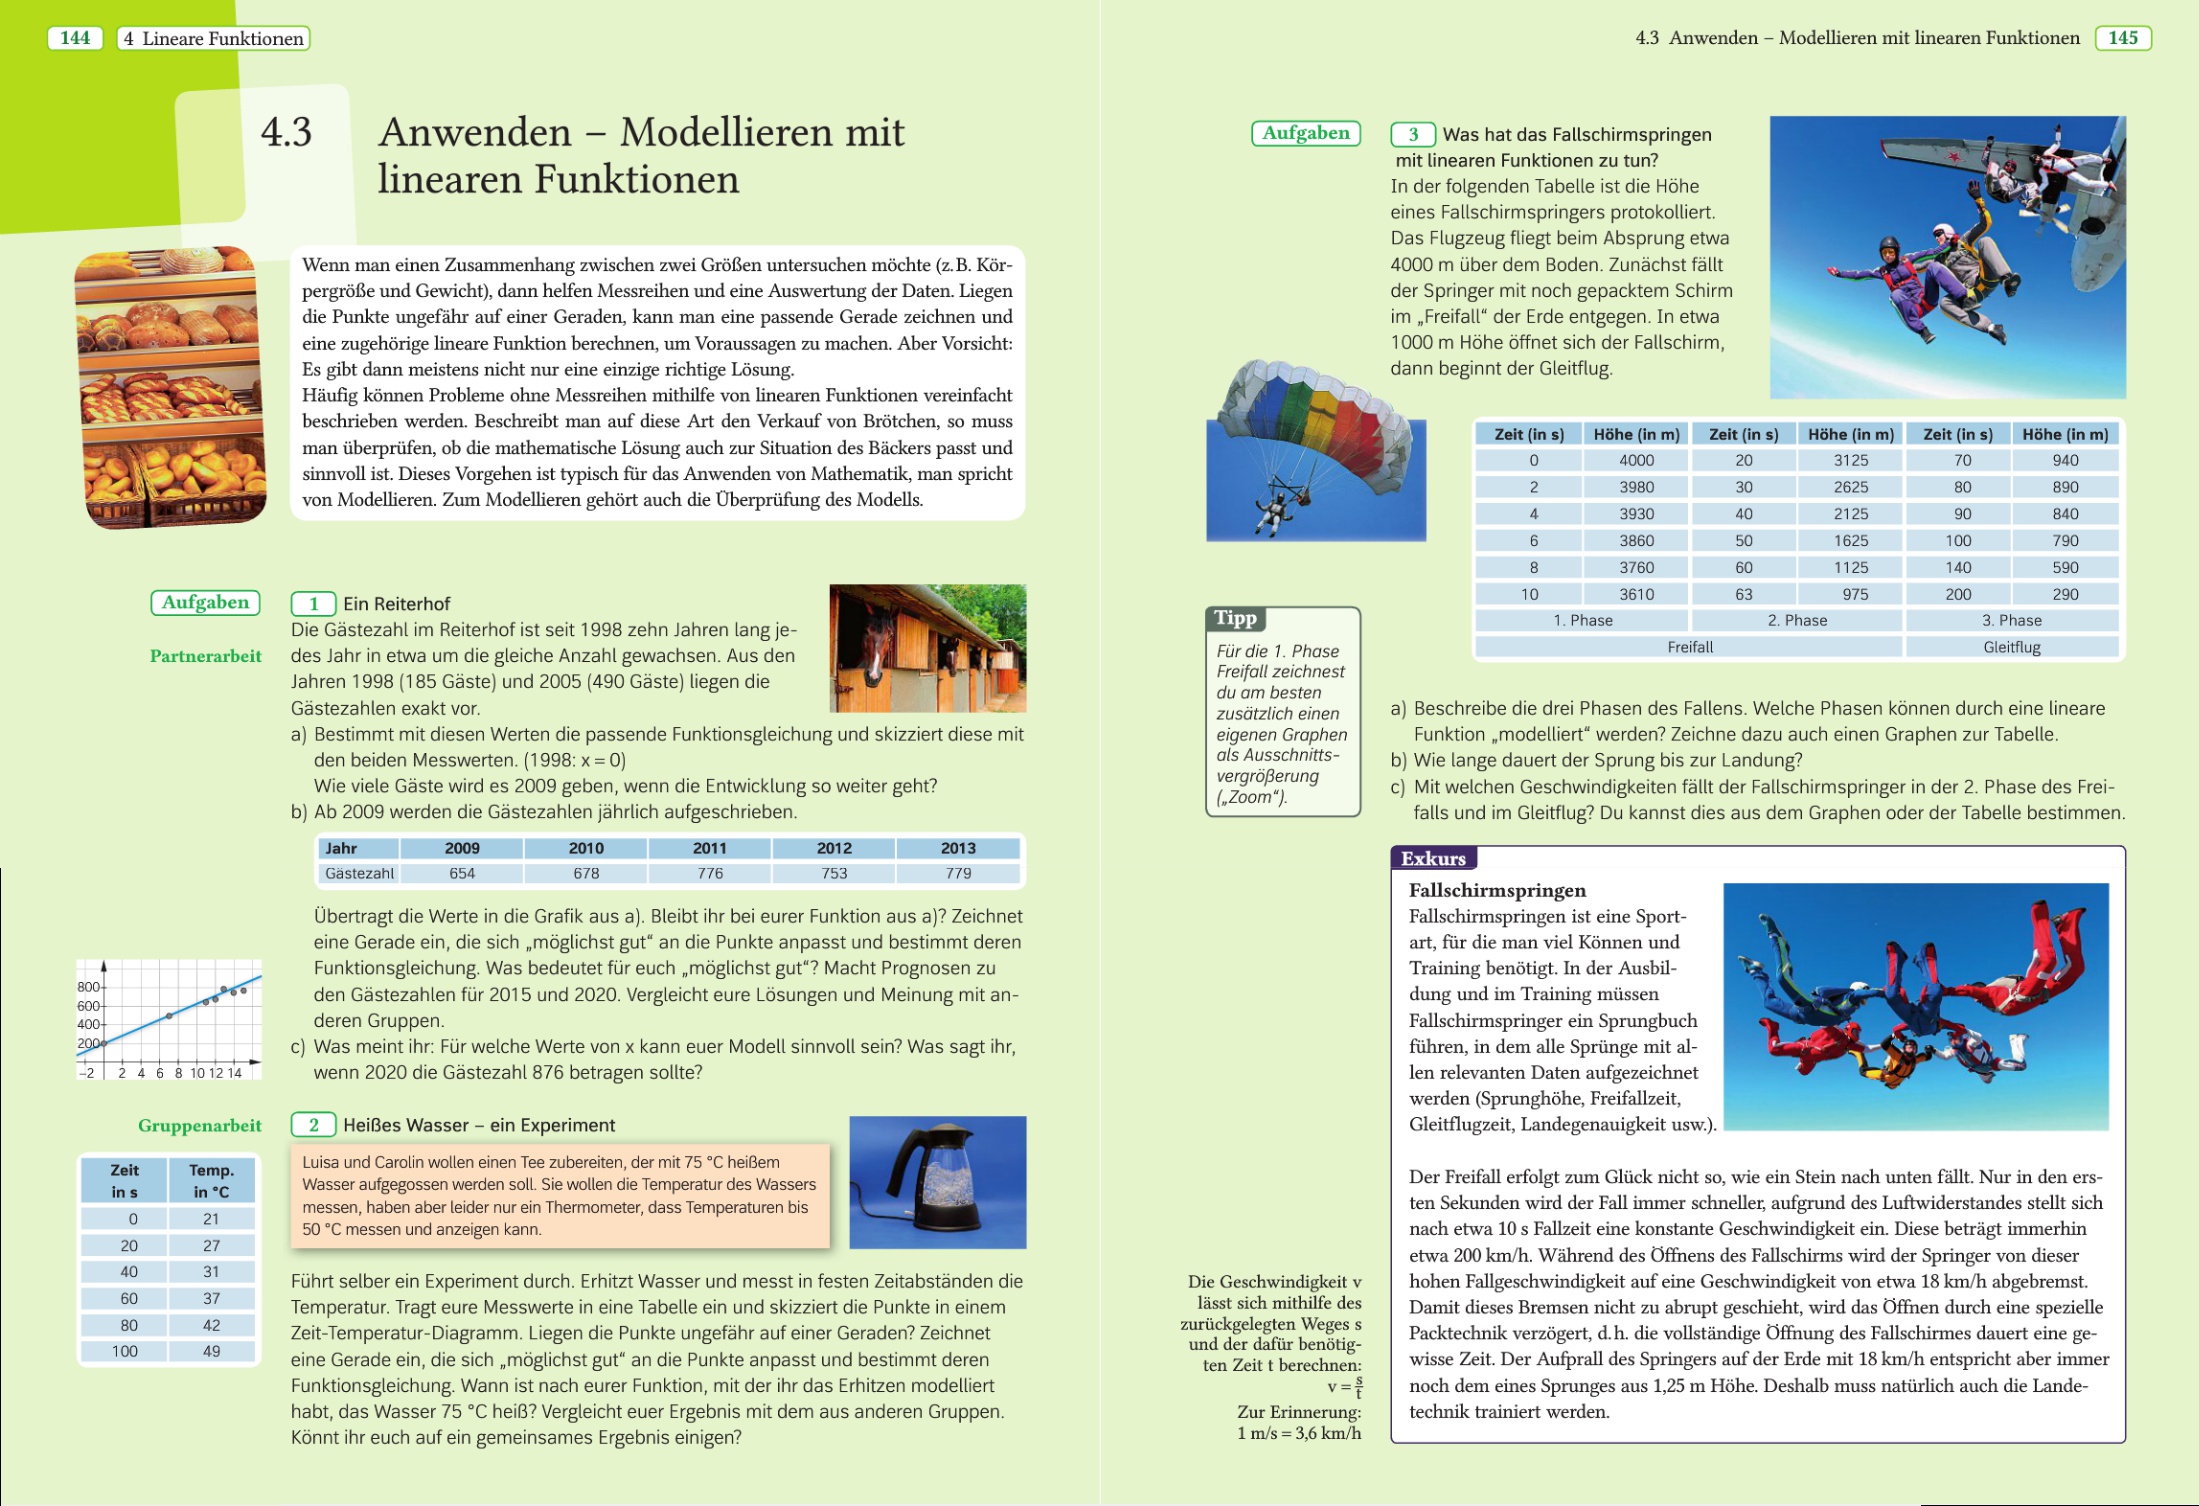 144
4 Lineare Funktionen
4.3
Anwenden – Modellieren mit
linearen Funktionen
Wenn man einen Zusammenhang zwischen zwei Größen untersuchen möchte (z. B. Kör-
pergröße und Gewicht), dann helfen Messreihen und eine Auswertung der Daten. Liegen
die Punkte ungefähr auf einer Geraden, kann man eine passende Gerade zeichnen und
eine zugehörige lineare Funktion berechnen, um Voraussagen zu machen. Aber Vorsicht:
Es gibt dann meistens nicht nur eine einzige richtige Lösung.
Häufig können Probleme ohne Messreihen mithilfe von linearen Funktionen vereinfacht
beschrieben werden. Beschreibt man auf diese Art den Verkauf von Brötchen, so muss
man überprüfen, ob die mathematische Lösung auch zur Situation des Bäckers passt und
sinnvoll ist. Dieses Vorgehen ist typisch für das Anwenden von Mathematik, man spricht
von Modellieren. Zum Modellieren gehört auch die Überprüfung des Modells.
Aufgaben
Partnerarbeit
1 Ein Reiterhof
Die Gästezahl im Reiterhof ist seit 1998 zehn Jahren lang je-
des Jahr in etwa um die gleiche Anzahl gewachsen. Aus den
Jahren 1998 (185 Gäste) und 2005 (490 Gäste) liegen die
Gästezahlen exakt vor.
a) Bestimmt mit diesen Werten die passende Funktionsgleichung und skizziert diese mit
den beiden Messwerten. (1998: x = 0)
Wie viele Gäste wird es 2009 geben, wenn die Entwicklung so weiter geht?
b) Ab 2009 werden die Gästezahlen jährlich aufgeschrieben.
Jahr 2009 2010 2011 2012 2013
Gästezahl 654 678 776 753 779
Übertragt die Werte in die Grafik aus a). Bleibt ihr bei eurer Funktion aus a)? Zeichnet
eine Gerade ein, die sich „möglichst gut“ an die Punkte anpasst und bestimmt deren
Funktionsgleichung. Was bedeutet für euch „möglichst gut“? Macht Prognosen zu
den Gästezahlen für 2015 und 2020. Vergleicht eure Lösungen und Meinung mit an-
deren Gruppen.
c) Was meint ihr: Für welche Werte von x kann euer Modell sinnvoll sein? Was sagt ihr,
wenn 2020 die Gästezahl 876 betragen sollte?
800
600
400
200
–2 2 4 6 8 10 12 14
Gruppenarbeit
Zeit Temp.
in s in °C
0 21
20 27
40 31
60 37
80 42
100 49
2 Heißes Wasser – ein Experiment
Luisa und Carolin wollen einen Tee zubereiten, der mit 75 °C heißem
Wasser aufgegossen werden soll. Sie wollen die Temperatur des Wassers
messen, haben aber leider nur ein Thermometer, dass Temperaturen bis
50 °C messen und anzeigen kann.
Führt selber ein Experiment durch. Erhitzt Wasser und messt in festen Zeitabständen die
Temperatur. Tragt eure Messwerte in eine Tabelle ein und skizziert die Punkte in einem
Zeit-Temperatur-Diagramm. Liegen die Punkte ungefähr auf einer Geraden? Zeichnet
eine Gerade ein, die sich „möglichst gut“ an die Punkte anpasst und bestimmt deren
Funktionsgleichung. Wann ist nach eurer Funktion, mit der ihr das Erhitzen modelliert
habt, das Wasser 75 °C heiß? Vergleicht euer Ergebnis mit dem aus anderen Gruppen.
Könnt ihr euch auf ein gemeinsames Ergebnis einigen?
4.3 Anwenden – Modellieren mit linearen Funktionen
145
Aufgaben
3 Was hat das Fallschirmspringen
mit linearen Funktionen zu tun?
In der folgenden Tabelle ist die Höhe
eines Fallschirmspringers protokolliert.
Das Flugzeug fliegt beim Absprung etwa
4000 m über dem Boden. Zunächst fällt
der Springer mit noch gepacktem Schirm
im „Freifall“ der Erde entgegen. In etwa
1000 m Höhe öffnet sich der Fallschirm,
dann beginnt der Gleitflug.
Zeit (in s) Höhe (in m) Zeit (in s) Höhe (in m) Zeit (in s) Höhe (in m)
0 4000 20 3125 70 940
2 3980 30 2625 80 890
4 3930 40 2125 90 840
6 3860 50 1625 100 790
8 3760 60 1125 140 590
10 3610 63 975 200 290
1. Phase 2. Phase 3. Phase
Freifall Gleitflug
Tipp
Für die 1. Phase
Freifall zeichnest
du am besten
zusätzlich einen
eigenen Graphen
als Ausschnitts-
vergrößerung
(„Zoom“).
a) Beschreibe die drei Phasen des Fallens. Welche Phasen können durch eine lineare
Funktion „modelliert“ werden? Zeichne dazu auch einen Graphen zur Tabelle.
b) Wie lange dauert der Sprung bis zur Landung?
c) Mit welchen Geschwindigkeiten fällt der Fallschirmspringer in der 2. Phase des Frei-
falls und im Gleitflug? Du kannst dies aus dem Graphen oder der Tabelle bestimmen.
Exkurs
Fallschirmspringen
Fallschirmspringen ist eine Sport-
art, für die man viel Können und
Training benötigt. In der Ausbil-
dung und im Training müssen
Fallschirmspringer ein Sprungbuch
führen, in dem alle Sprünge mit al-
len relevanten Daten aufgezeichnet
werden (Sprunghöhe, Freifallzeit,
Gleitflugzeit, Landegenauigkeit usw.).
Der Freifall erfolgt zum Glück nicht so, wie ein Stein nach unten fällt. Nur in den ers-
ten Sekunden wird der Fall immer schneller, aufgrund des Luftwiderstandes stellt sich
nach etwa 10 s Fallzeit eine konstante Geschwindigkeit ein. Diese beträgt immerhin
etwa 200 km/h. Während des Öffnens des Fallschirms wird der Springer von dieser
hohen Fallgeschwindigkeit auf eine Geschwindigkeit von etwa 18 km/h abgebremst.
Damit dieses Bremsen nicht zu abrupt geschieht, wird das Öffnen durch eine spezielle
Packtechnik verzögert, d. h. die vollständige Öffnung des Fallschirmes dauert eine ge-
wisse Zeit. Der Aufprall des Springers auf der Erde mit 18 km/h entspricht aber immer
noch dem eines Sprunges aus 1,25 m Höhe. Deshalb muss natürlich auch die Lande-
technik trainiert werden.
Die Geschwindigkeit v
lässt sich mithilfe des
zurückgelegten Weges s
und der dafür benötig-
ten Zeit t berechnen:
v = s/t
Zur Erinnerung:
1 m/s = 3,6 km/h